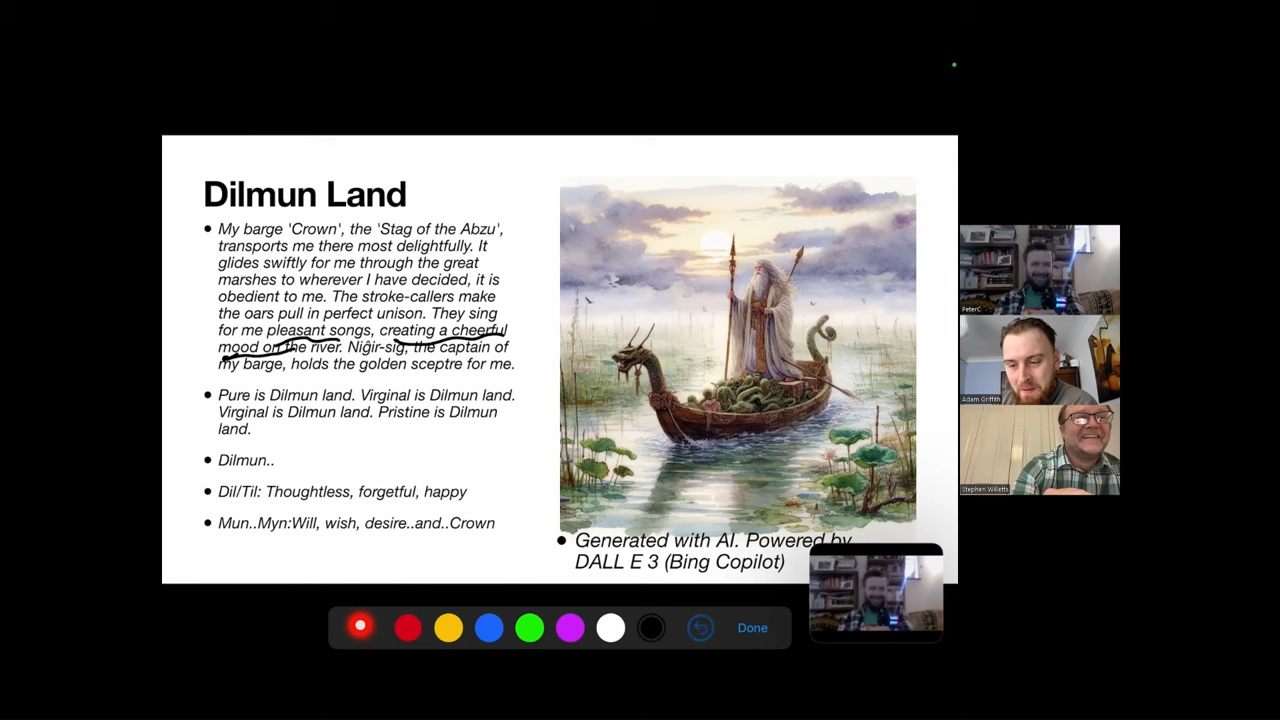 Dilmun Land
• My barge 'Crown', the 'Stag of the Abzu',
transports me there most delightfully. It
glides swiftly for me through the great
marshes to wherever I have decided, it is
obedient to me. The stroke-callers make
the oars pull in perfect unison. They sing
for me pleasant songs, creating a cheerful
mood on the river. Niĝir-sig, the captain of
my barge, holds the golden sceptre for me.
• Pure is Dilmun land. Virginal is Dilmun land.
Virginal is Dilmun land. Pristine is Dilmun
land.
• Dilmun..
• Dil/Til: Thoughtless, forgetful, happy
• Mun..Myn:Will, wish, desire..and..Crown
• Generated with AI. Powered by
DALL E 3 (Bing Copilot)
PeterC
Adam Griffith
Stephen Willetts
Done